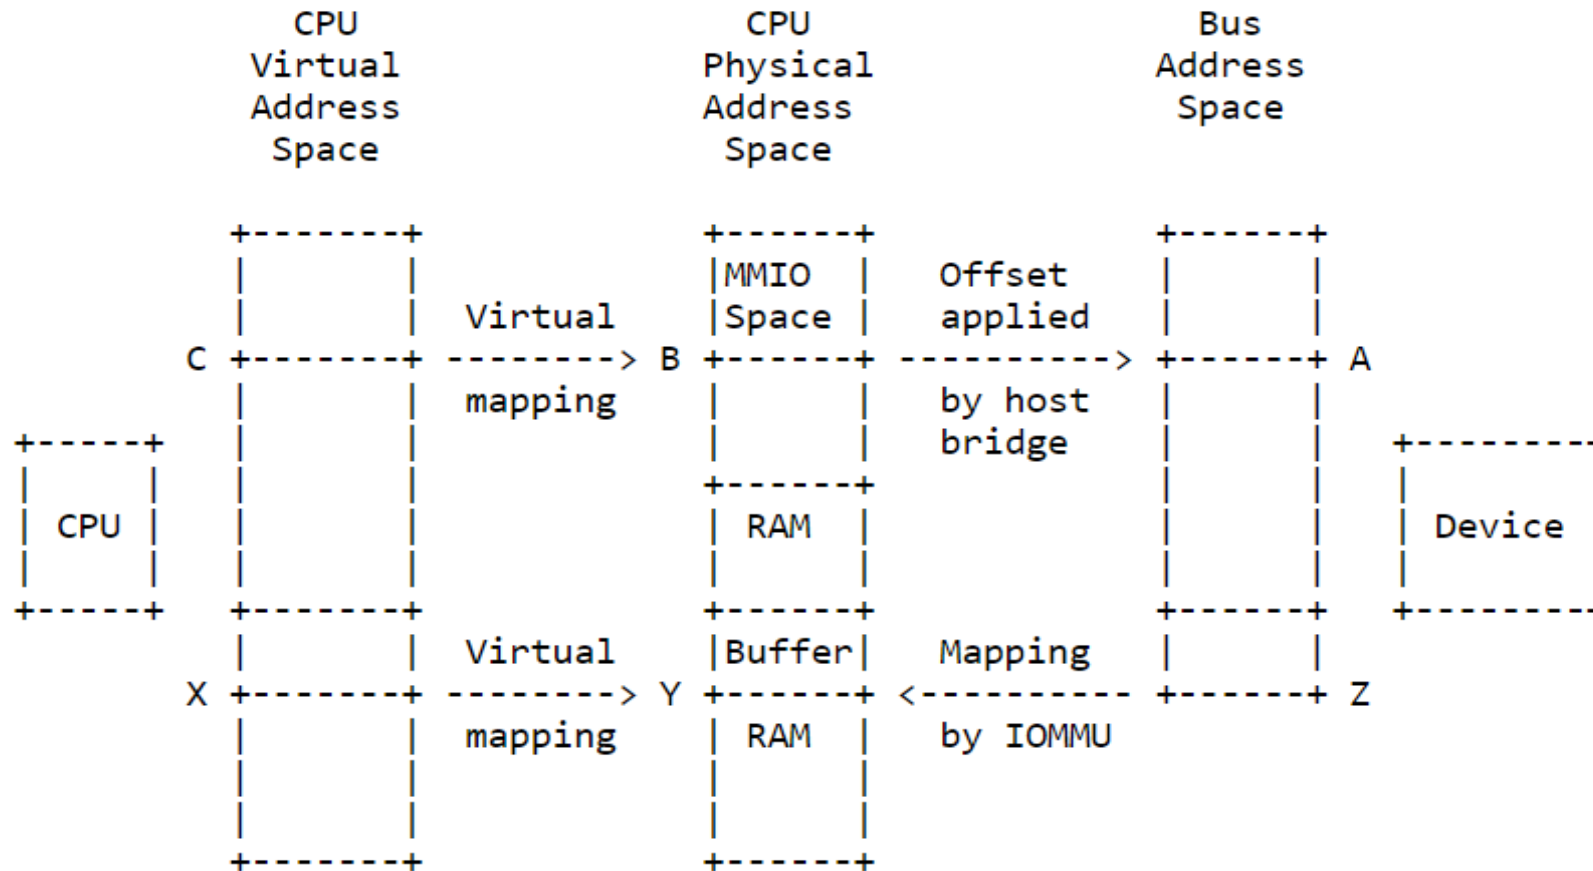 CPU                  CPU                  Bus
          Virtual              Physical             Address
          Address              Address               Space
           Space                Space

          +-------+             +------+             +------+
          |       |             |MMIO  |   Offset    |      |
          |       |  Virtual    |Space |   applied   |      |
        C +-------+ --------> B +------+ ----------> +------+ A
          |       |  mapping    |      |   by host   |      |
+-----+   |       |             |      |   bridge    |      |   +---------
|     |   |       |             +------+             |      |   |
| CPU |   |       |             | RAM  |             |      |   | Device
|     |   |       |             |      |             |      |   |
+-----+   +-------+             +------+             +------+   +---------
          |       |  Virtual    |Buffer|   Mapping   |      |
        X +-------+ --------> Y +------+ <---------- +------+ Z
          |       |  mapping    | RAM  |   by IOMMU
          |       |             |      |
          |       |             |      |
          +-------+             +------+